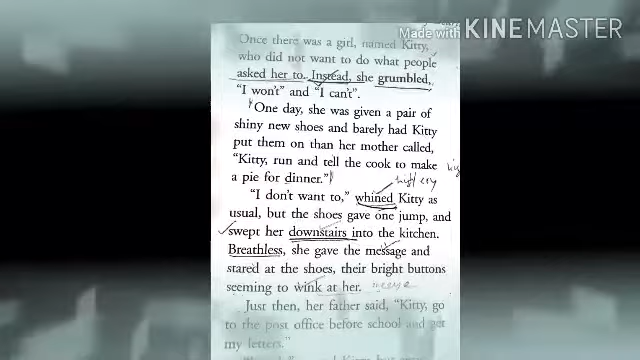 Made with KINEMASTER
Once there was a girl, named Kitty,
who did not want to do what people
asked her to. Instead, she grumbled,
"I won't" and "I can't".
"One day, she was given a pair of
shiny new shoes and barely had Kitty
put them on than her mother called,
"Kitty, run and tell the cook to make
a pie for dinner."
"I don't want to," whined Kitty as
usual, but the shoes gave one jump, and
swept her downstairs into the kitchen.
Breathless, she gave the message and
stared at the shoes, their bright buttons
seeming to wink at her.
Just then, her father said, "Kitty, go
to the post office before school and get
my letters."